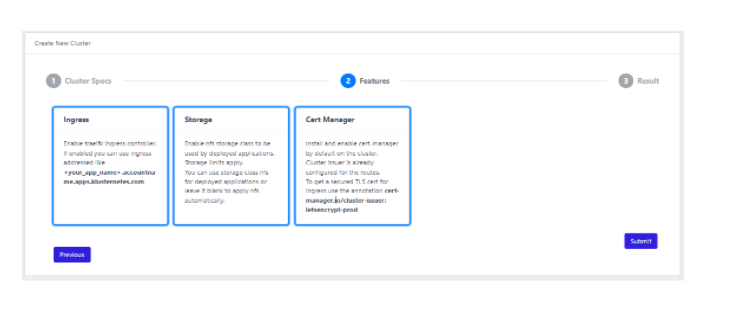 Create New Cluster
1 Cluster Specs
2 Features
3 Result
Ingress
Enable traefik ingress controller.
If enabled you can use ingress
addressed like
<your_app_name>.accountna
me.apps.klusternetes.com
Storage
Enable nfs storage class to be
used by deployed applications.
Storage limits apply.
You can use storage class nfs
for deployed applications or
leave it blank to apply nfs
automatically.
Cert Manager
Install and enable cert-manager
by default on the cluster.
Cluster Issuer is already
configured for the routes.
To get a secured TLS cert for
Ingress use the annotation cert-
manager.io/cluster-issuer:
letsencrypt-prod
Submit
Previous